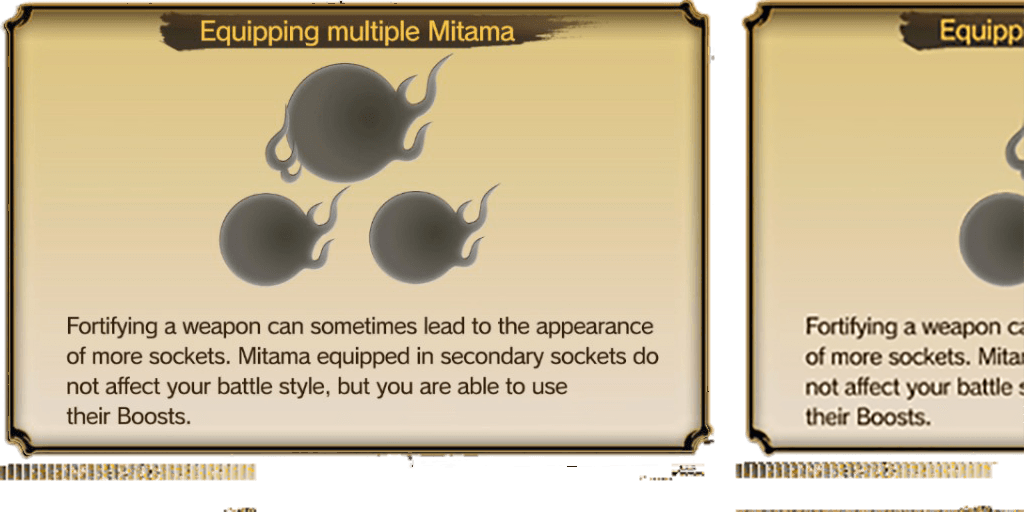 Equipping multiple Mitama
Fortifying a weapon can sometimes lead to the appearance
of more sockets. Mitama equipped in secondary sockets do
not affect your battle style, but you are able to use
their Boosts.
Equipp
Fortifying a weapon ca
of more sockets. Mita
not affect your battle s
their Boosts.